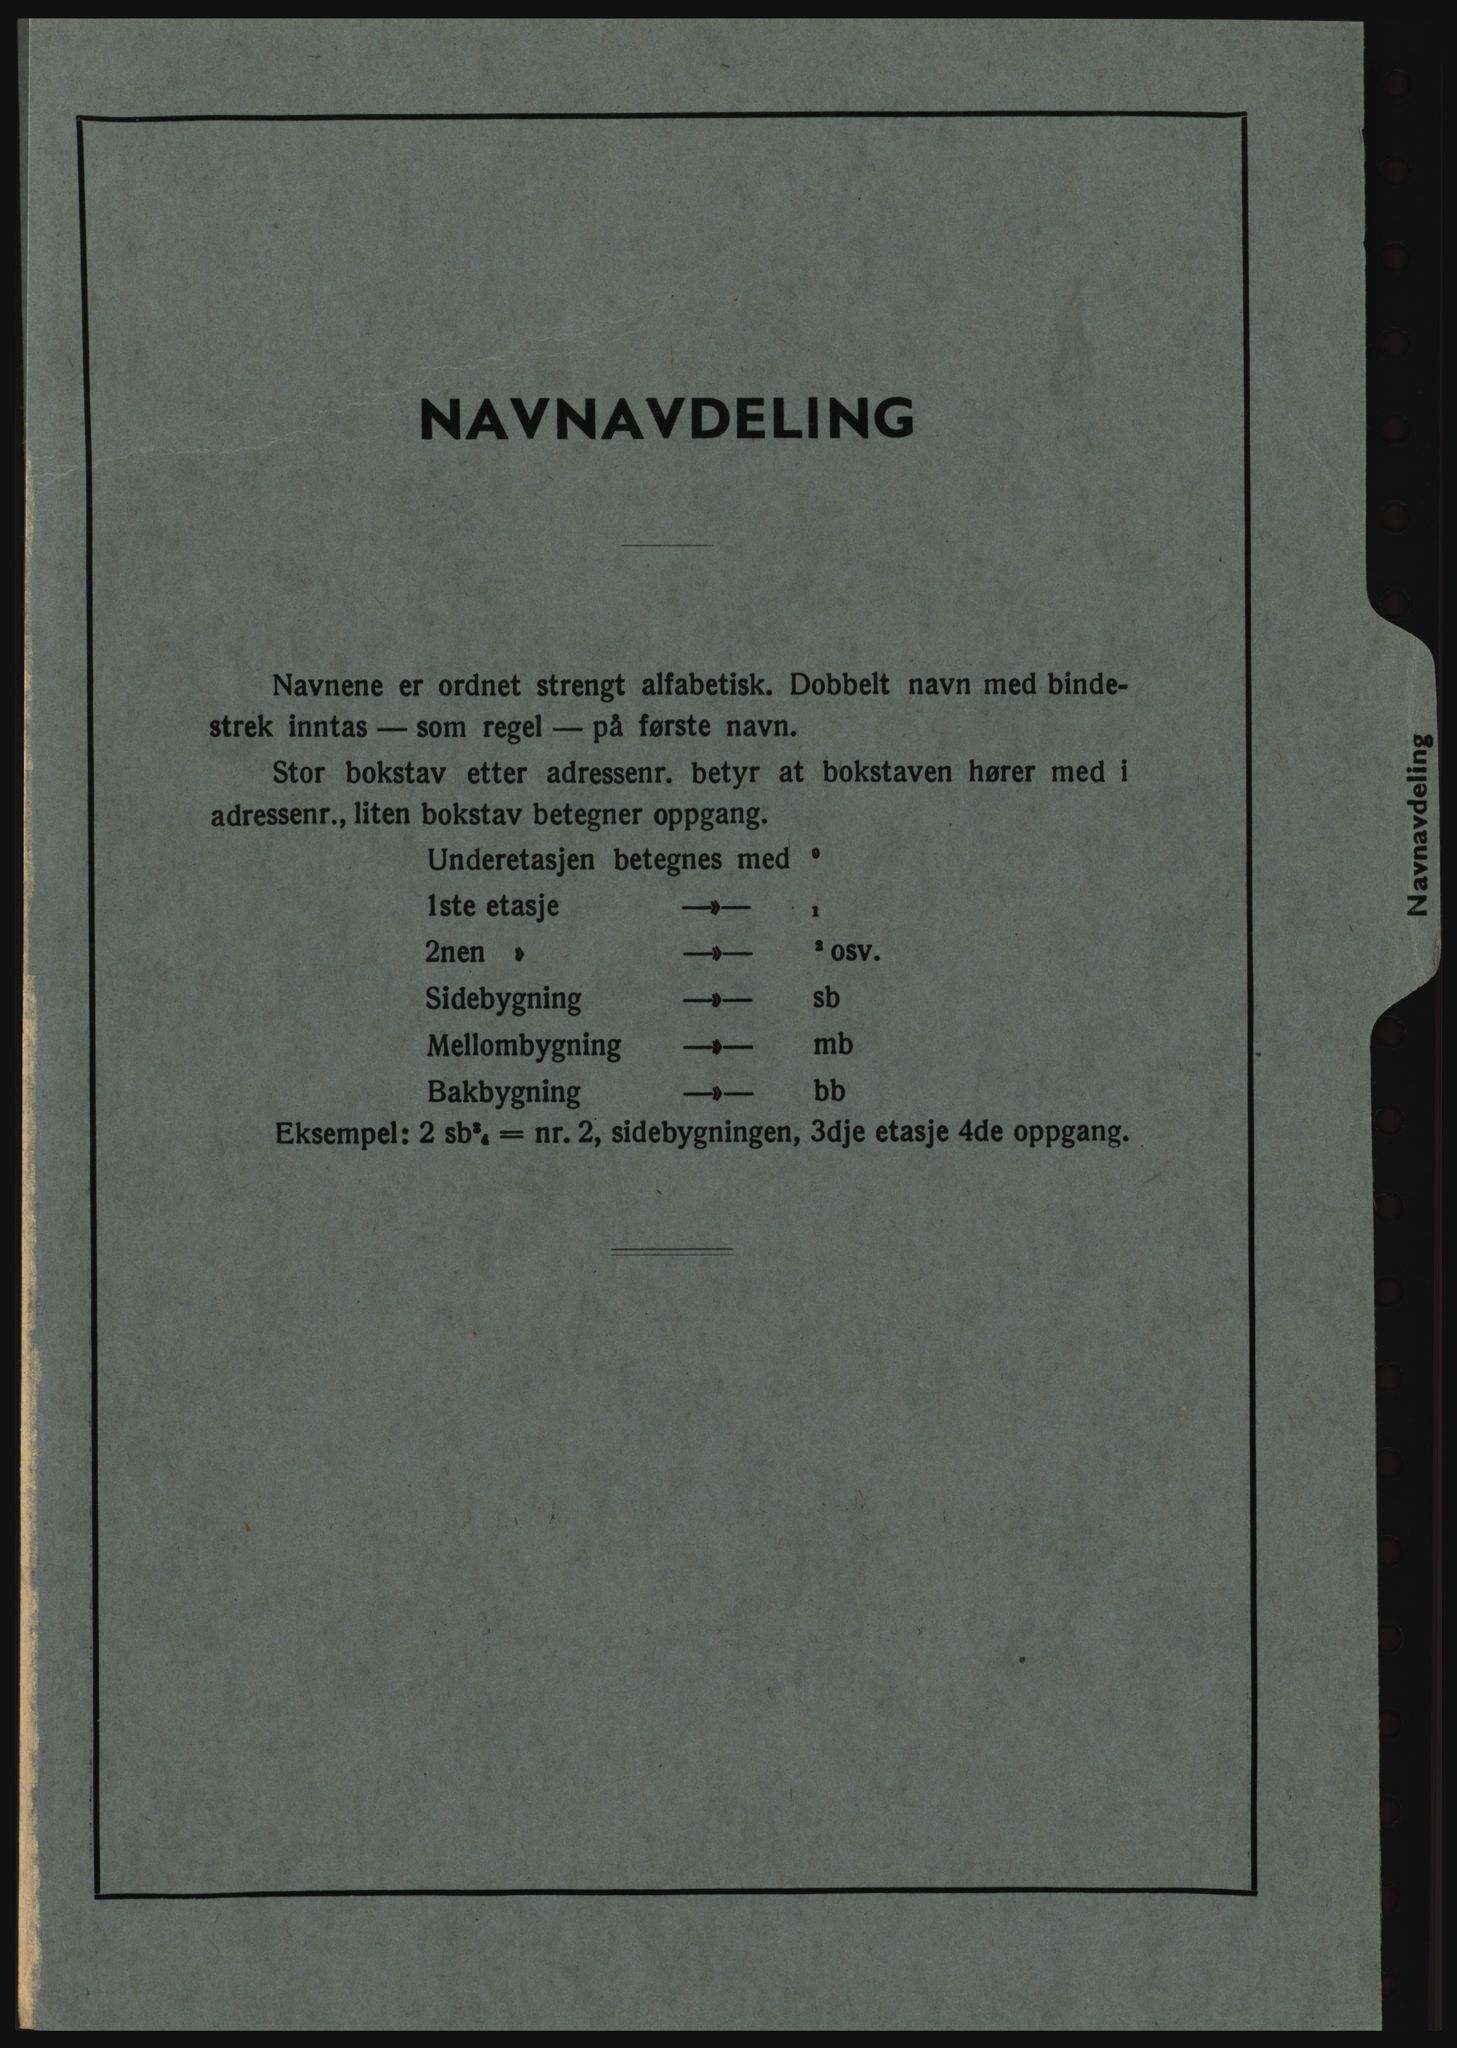 NAVNAVDELING
Navnene er ordnet strengt alfabetisk. Dobbelt navn med binde-
strek inntas — som regel — på første navn.
Stor bokstav etter adressenr. betyr at bokstaven hører med i
adressenr., liten bokstav betegner oppgang.
Underetasjen betegnes med ⁰
1ste etasje —»— ₁
2nen » —»— ² osv.
Sidebygning —»— sb
Mellombygning —»— mb
Bakbygning —»— bb
Eksempel: 2 sb³₄ = nr. 2, sidebygningen, 3dje etasje 4de oppgang.
Navnavdeling